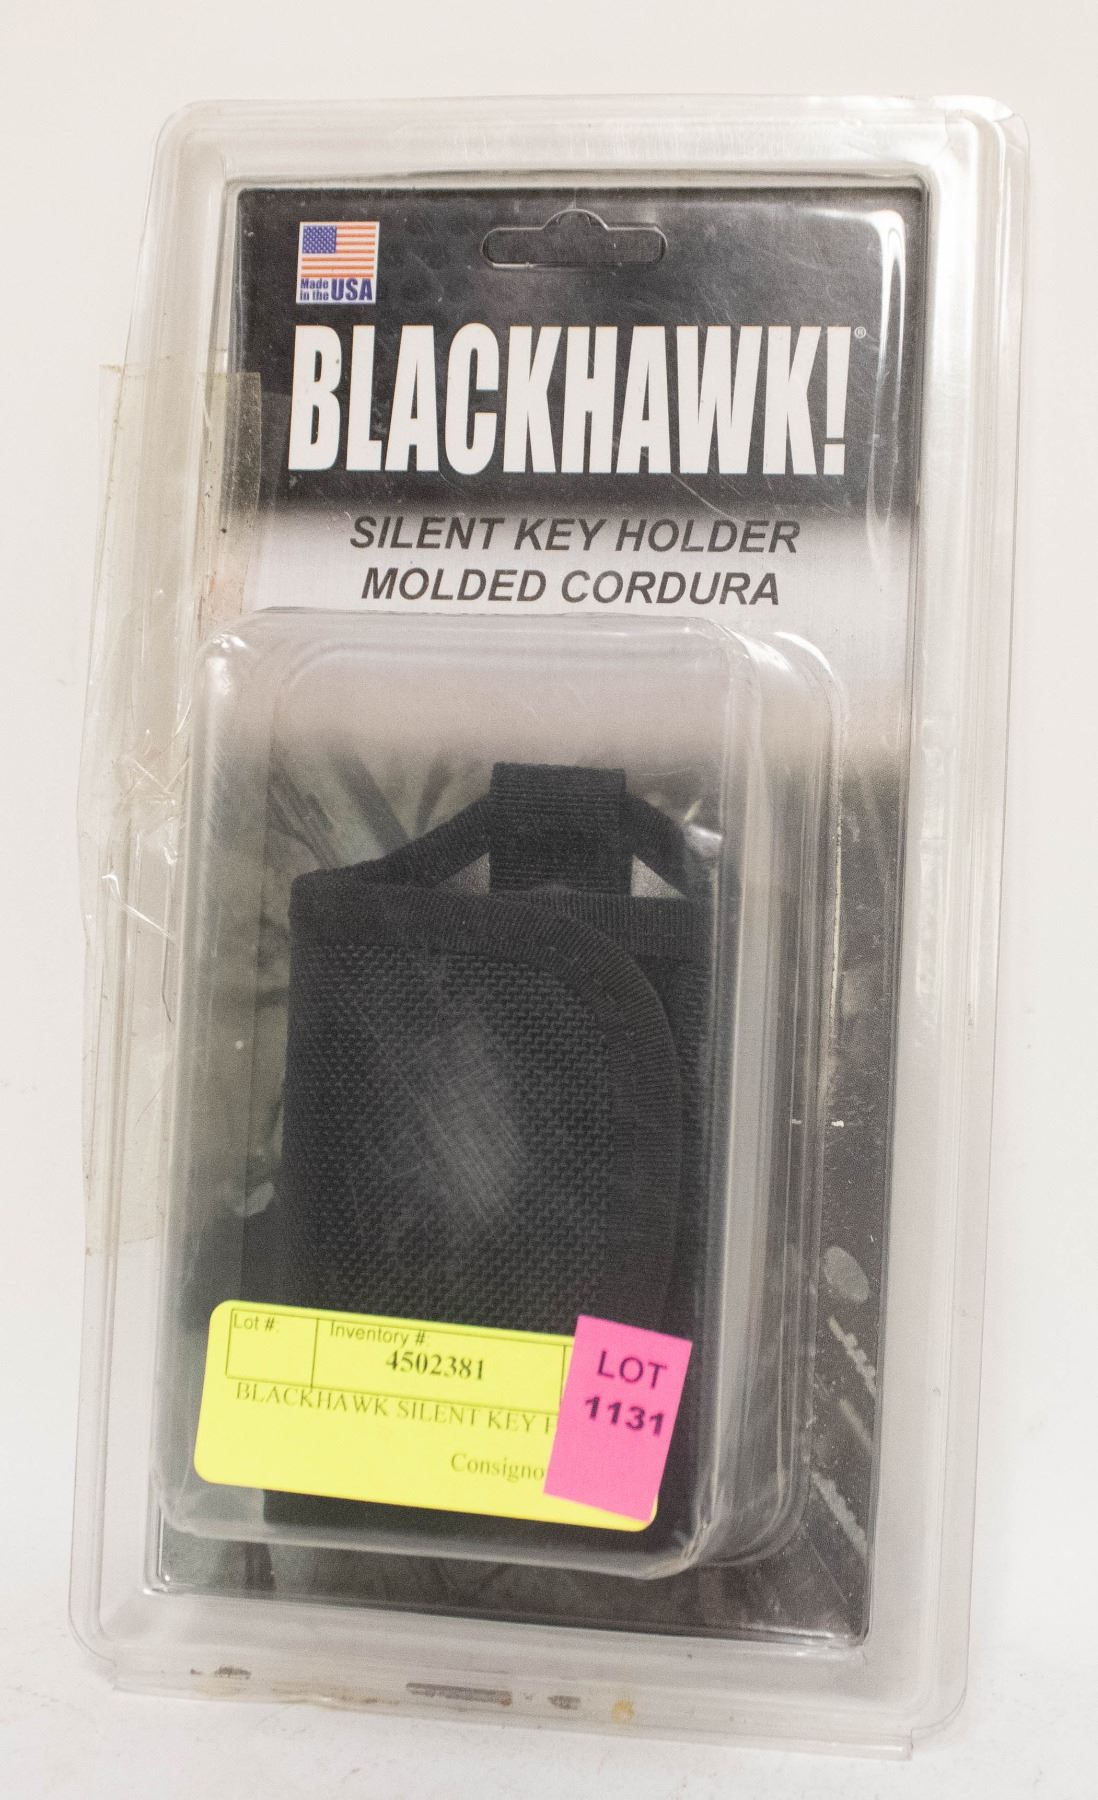 Made
in the USA
BLACKHAWK!®
SILENT KEY HOLDER
MOLDED CORDURA
Lot #:
Inventory #:
4502381
BLACKHAWK SILENT KEY H
Consigno
LOT
1131